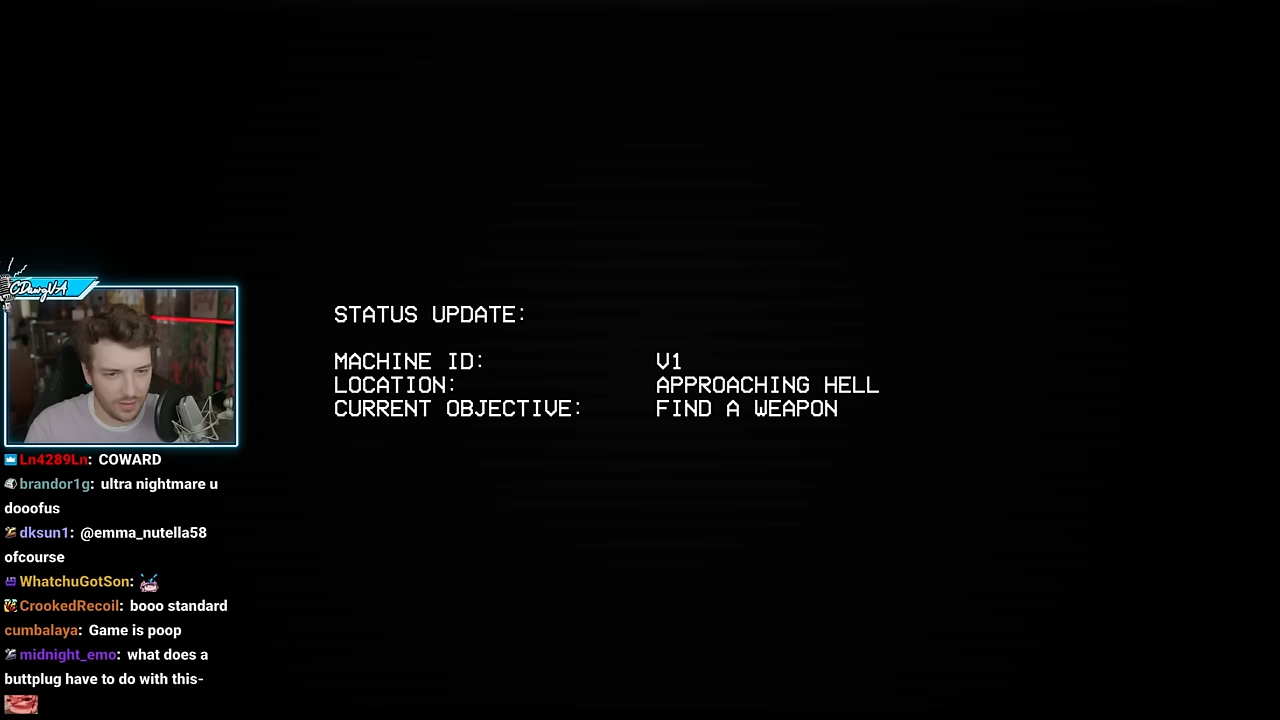 CDawgVA
STATUS UPDATE:
MACHINE ID: V1
LOCATION: APPROACHING HELL
CURRENT OBJECTIVE: FIND A WEAPON
Ln4289Ln: COWARD
brandor1g: ultra nightmare u
dooofus
dksun1: @emma_nutella58
ofcourse
WhatchuGotSon:
CrookedRecoil: booo standard
cumbalaya: Game is poop
midnight_emo: what does a
buttplug have to do with this-